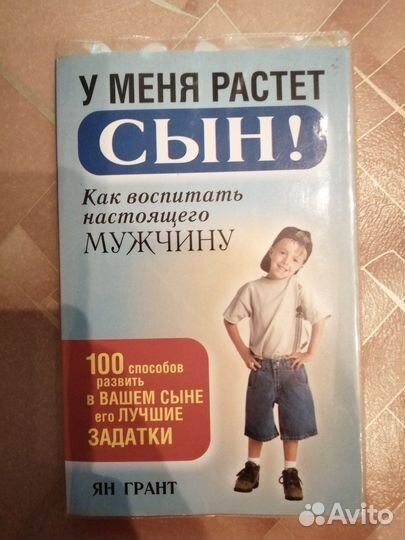 У МЕНЯ РАСТЕТ
СЫН!
Как воспитать
настоящего
МУЖЧИНУ
100 способов
развить
в ВАШЕМ СЫНЕ
его ЛУЧШИЕ
ЗАДАТКИ
ЯН ГРАНТ
Avito